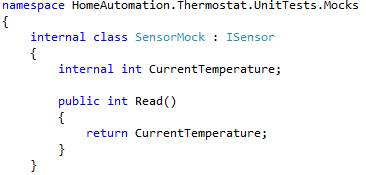 namespace HomeAutomation.Thermostat.UnitTests.Mocks
{
    internal class SensorMock : ISensor
    {
        internal int CurrentTemperature;

        public int Read()
        {
            return CurrentTemperature;
        }
    }